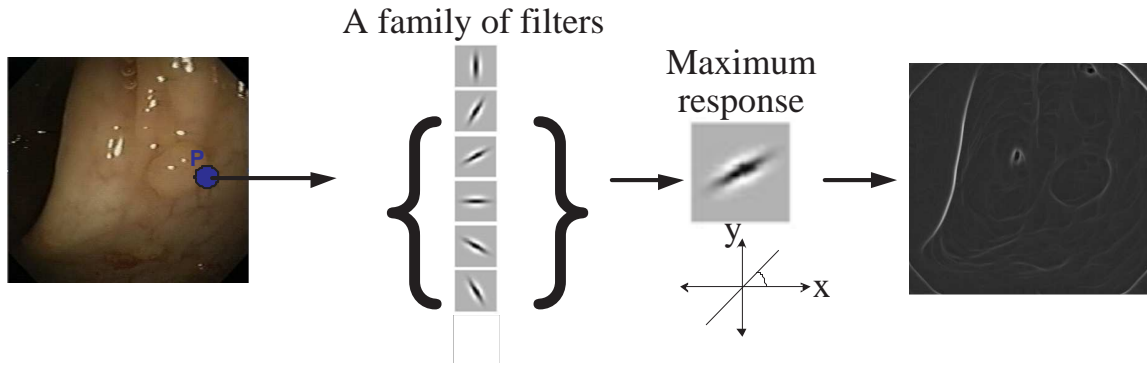 A family of filters
Maximum
response
P
y
x